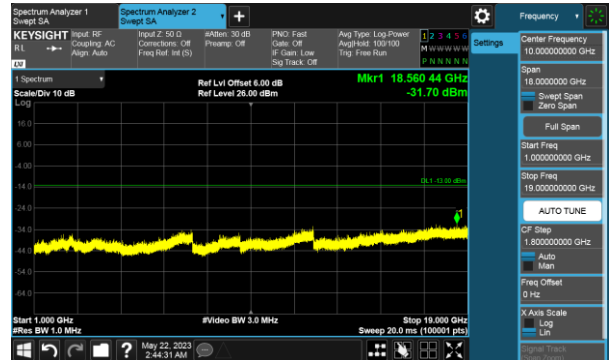 Spectrum Analyzer 1
Swept SA
Spectrum Analyzer 2
Swept SA
Frequency
KEYSIGHT
RL
Input: RF
Coupling: AC
Align: Auto
Input Z: 50 Ω
Corrections: Off
Freq Ref: Int (S)
#Atten: 30 dB
Preamp: Off
PNO: Fast
Gate: Off
IF Gain: Low
Sig Track: Off
Avg Type: Log-Power
Avg|Hold: 100/100
Trig: Free Run
1 2 3 4 5 6
M W W W W W
P N N N N N
LXI
1 Spectrum
Scale/Div 10 dB
Log
Ref Lvl Offset 6.00 dB
Ref Level 26.00 dBm
Mkr1 18.560 44 GHz
-31.70 dBm
16.0
6.00
-4.00
-14.0
-24.0
-34.0
-44.0
-54.0
-64.0
1
Start 1.000 GHz
#Res BW 1.0 MHz
#Video BW 3.0 MHz
Stop 19.000 GHz
Sweep 20.0 ms (100001 pts)
May 22, 2023
2:44:31 AM
Settings
Center Frequency
10.000000000 GHz
Span
18.0000000 GHz
Swept Span
Zero Span
Full Span
Start Freq
1.000000000 GHz
Stop Freq
19.000000000 GHz
AUTO TUNE
CF Step
1.800000000 GHz
Auto
Man
Freq Offset
0 Hz
X Axis Scale
Log
Lin
Signal Track